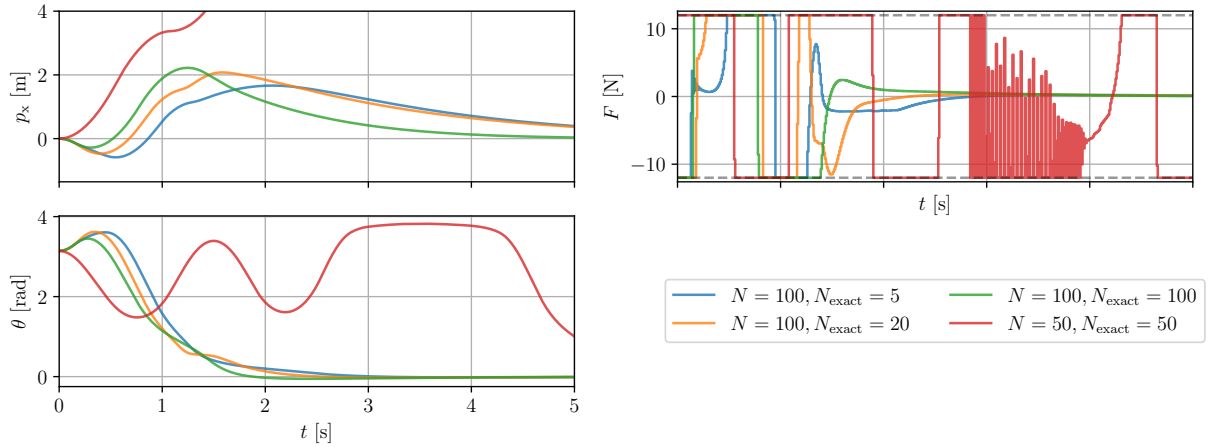 4
2
0
p_x [m]
4
2
0
θ [rad]
0
1
2
3
4
5
t [s]
10
0
−10
F [N]
t [s]
N = 100, N_exact = 5
N = 100, N_exact = 20
N = 100, N_exact = 100
N = 50, N_exact = 50